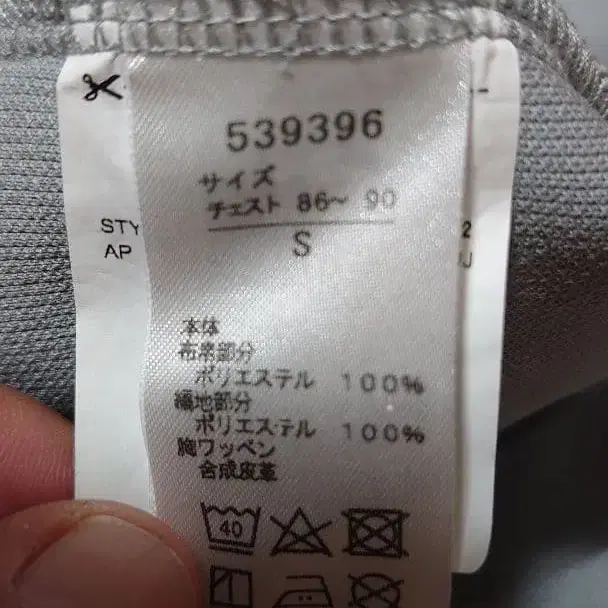 539396
サイズ
チェスト 86~ 90
S
STY
AP
2
本体
布帛部分
ポリエステル 100%
編地部分
ポリエステル 100%
胸ワッペン
合成皮革
40